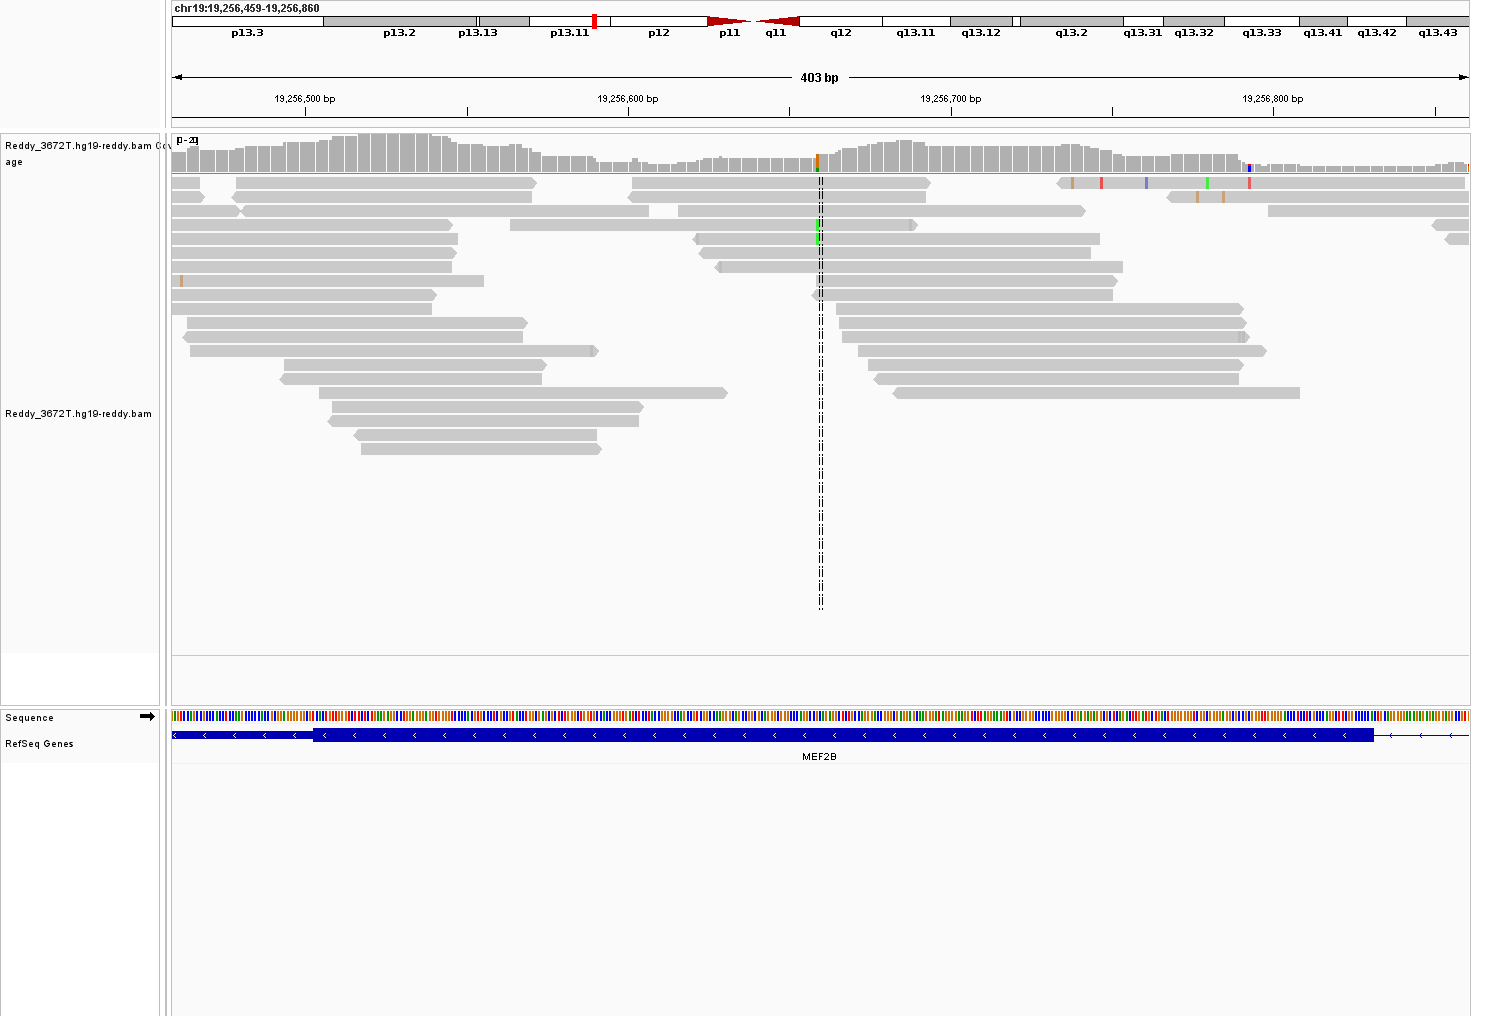 chr19:19,256,459-19,256,860
p13.3 p13.2 p13.13 p13.11 p12 p11 q11 q12 q13.11 q13.12 q13.2 q13.31 q13.32 q13.33 q13.41 q13.42 q13.43
403 bp
19,256,500 bp 19,256,600 bp 19,256,700 bp 19,256,800 bp
Reddy_3672T.hg19-reddy.bam Cov
age
Reddy_3672T.hg19-reddy.bam
Sequence
RefSeq Genes
MEF2B